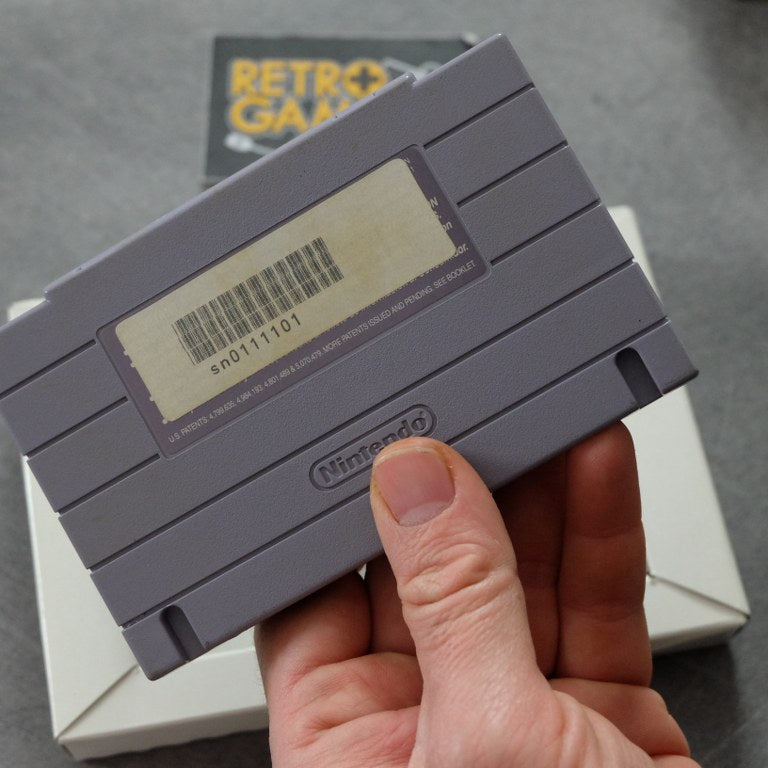 RETRO
GAM
sn0111101
U.S. PATENTS: 4,799,635; 4,984,193; 4,801,489 & 5,070,479. MORE PATENTS ISSUED AND PENDING. SEE BOOKLET.
Nintendo